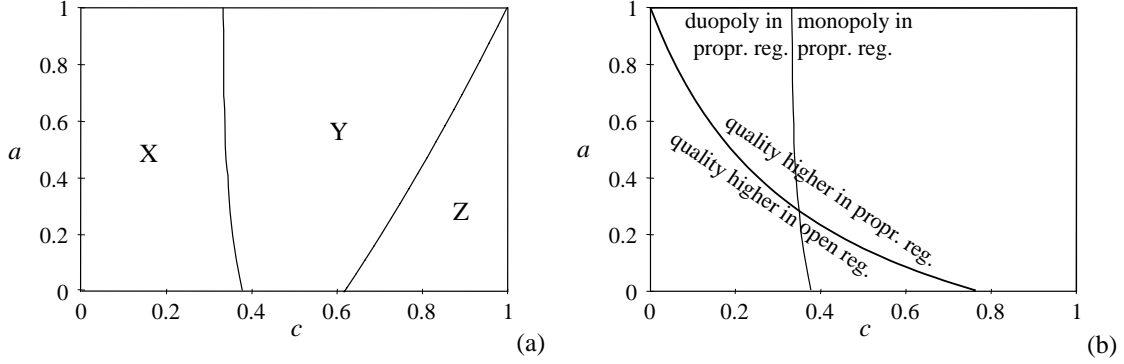 1
0.8
0.6
a
0.4
0.2
0
X
Y
Z
0 0.2 0.4 0.6 0.8 1
c
(a)
1
0.8
0.6
a
0.4
0.2
0
duopoly in
propr. reg.
monopoly in
propr. reg.
quality higher in propr. reg.
quality higher in open reg.
0 0.2 0.4 0.6 0.8 1
c
(b)